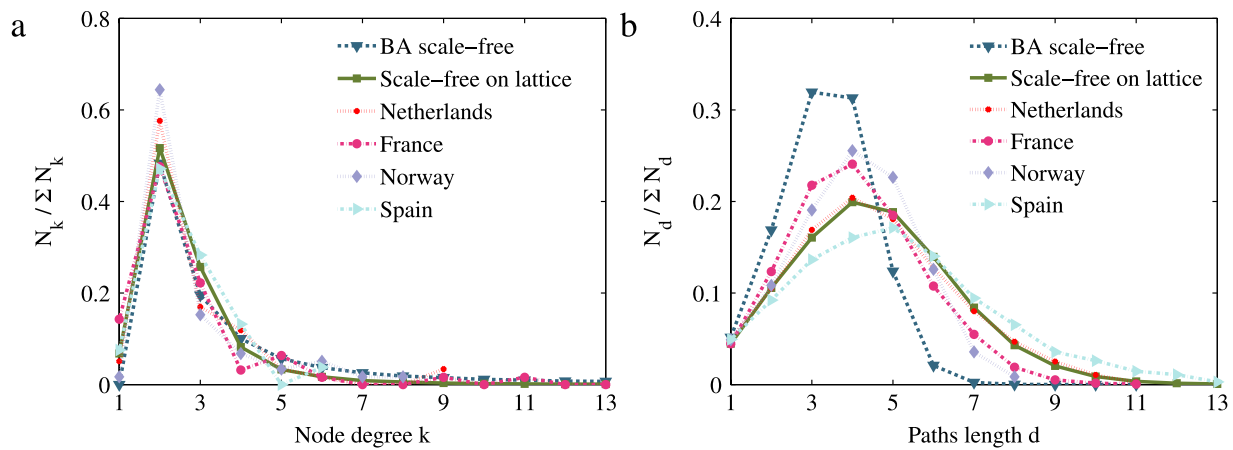 a
0.8
0.6
0.4
0.2
0
N_k / Σ N_k
BA scale-free
Scale-free on lattice
Netherlands
France
Norway
Spain
1 3 5 7 9 11 13
Node degree k
b
0.4
0.3
0.2
0.1
0
N_d / Σ N_d
BA scale-free
Scale-free on lattice
Netherlands
France
Norway
Spain
1 3 5 7 9 11 13
Paths length d